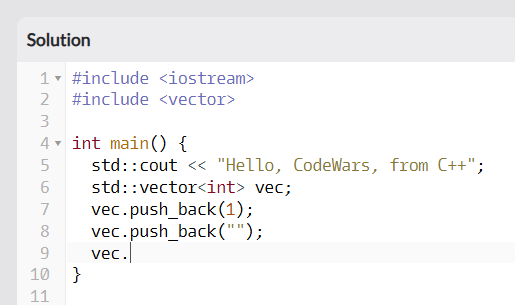 Solution
1 #include <iostream>
2 #include <vector>
3
4 int main() {
5   std::cout << "Hello, CodeWars, from C++";
6   std::vector<int> vec;
7   vec.push_back(1);
8   vec.push_back("");
9   vec.
10 }
11